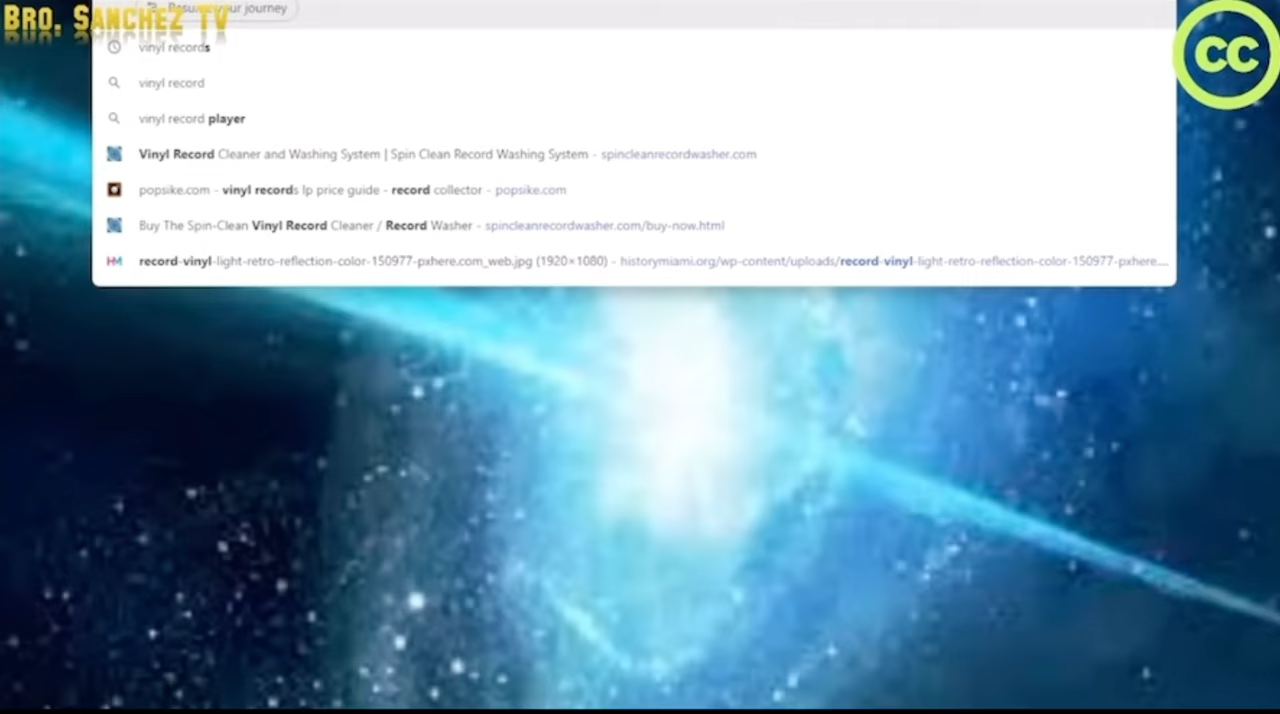 Bro. Sanchez TV
Resume your journey
CC
vinyl records
vinyl record
vinyl record player
Vinyl Record Cleaner and Washing System | Spin Clean Record Washing System - spincleanrecordwasher.com
popsike.com - vinyl records lp price guide - record collector - popsike.com
Buy The Spin-Clean Vinyl Record Cleaner / Record Washer - spincleanrecordwasher.com/buy-now.html
HM record-vinyl-light-retro-reflection-color-150977-pxhere.com_web.jpg (1920×1080) - historymiami.org/wp-content/uploads/record-vinyl-light-retro-reflection-color-150977-pxhere....